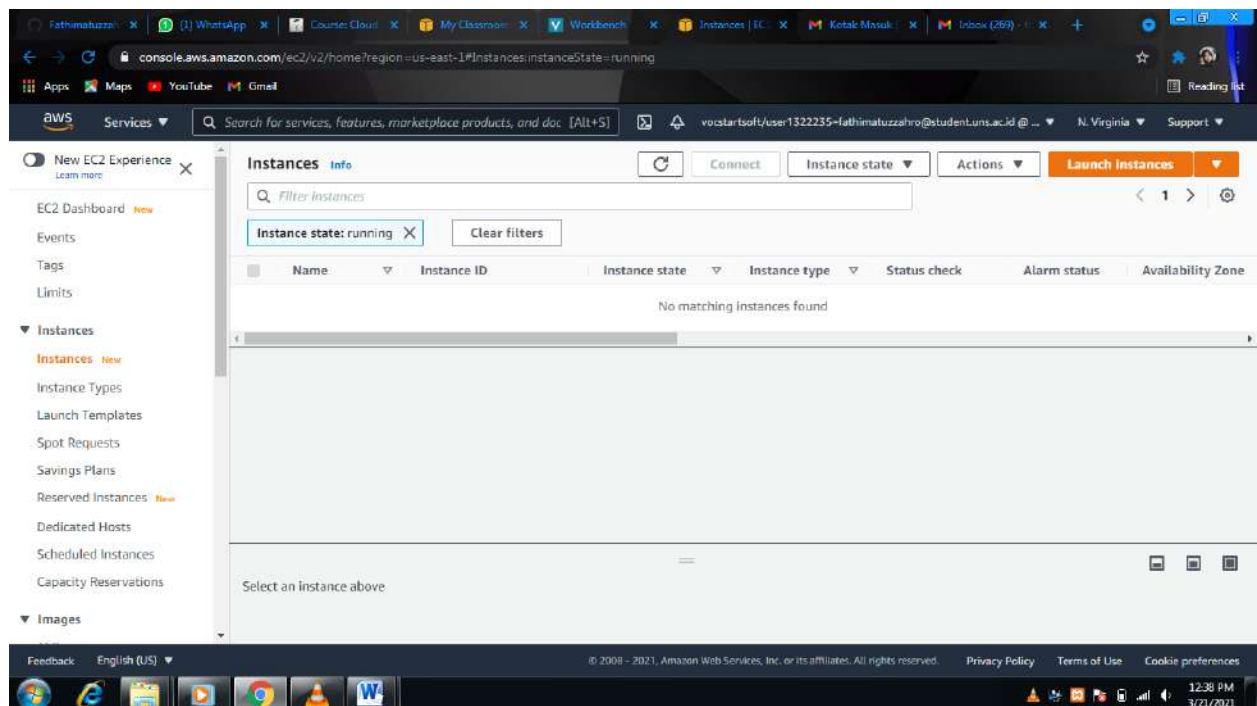 Fathimatuzzah
(1) WhatsApp
Course: Cloud
My Classroom
Workbench
Instances | EC
Kotak Masuk
Inbox (269)
console.aws.amazon.com/ec2/v2/home?region=us-east-1#Instances:instanceState=running
Apps Maps YouTube Gmail Reading list
aws Services Search for services, features, marketplace products, and doc [Alt+S] vocstartsoft/user1322235=fathimatuzzahro@student.uns.ac.id @ ... N. Virginia Support
New EC2 Experience
Learn more
EC2 Dashboard New
Events
Tags
Limits
Instances
Instances New
Instance Types
Launch Templates
Spot Requests
Savings Plans
Reserved Instances New
Dedicated Hosts
Scheduled Instances
Capacity Reservations
Images
Instances Info Connect Instance state Actions Launch instances
Filter instances 1
Instance state: running Clear filters
Name Instance ID Instance state Instance type Status check Alarm status Availability Zone
No matching instances found
Select an instance above
Feedback English (US) © 2008 - 2021, Amazon Web Services, Inc. or its affiliates. All rights reserved. Privacy Policy Terms of Use Cookie preferences
12:38 PM
3/21/2021